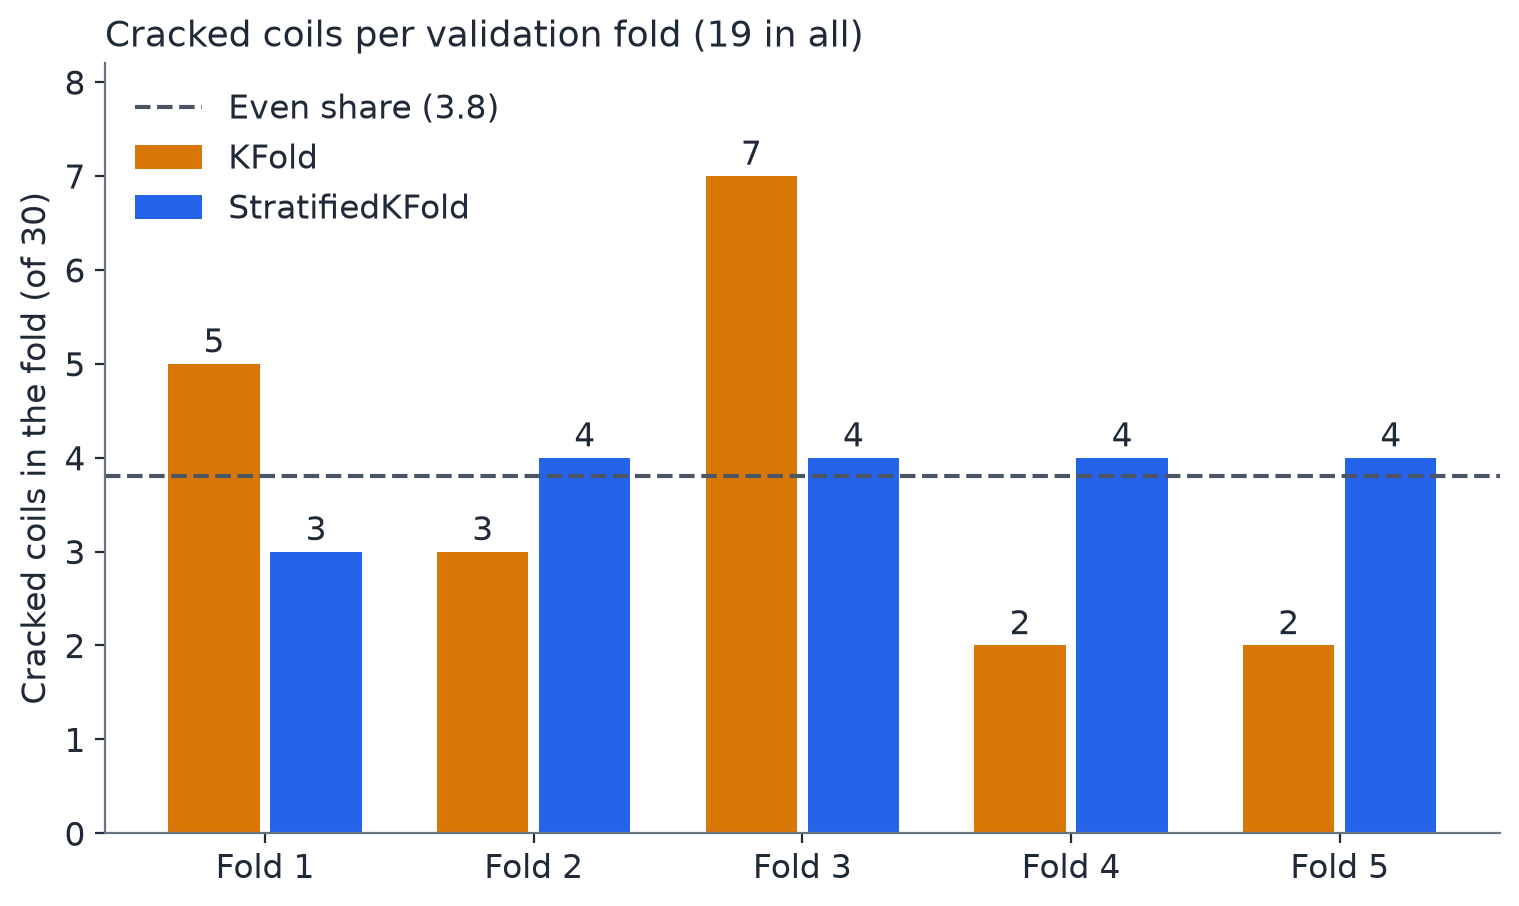 Cracked coils per validation fold (19 in all)
Cracked coils in the fold (of 30)
8
7
6
5
4
3
2
1
0
Even share (3.8)
KFold
StratifiedKFold
5
3
3
4
7
4
2
4
2
4
Fold 1
Fold 2
Fold 3
Fold 4
Fold 5